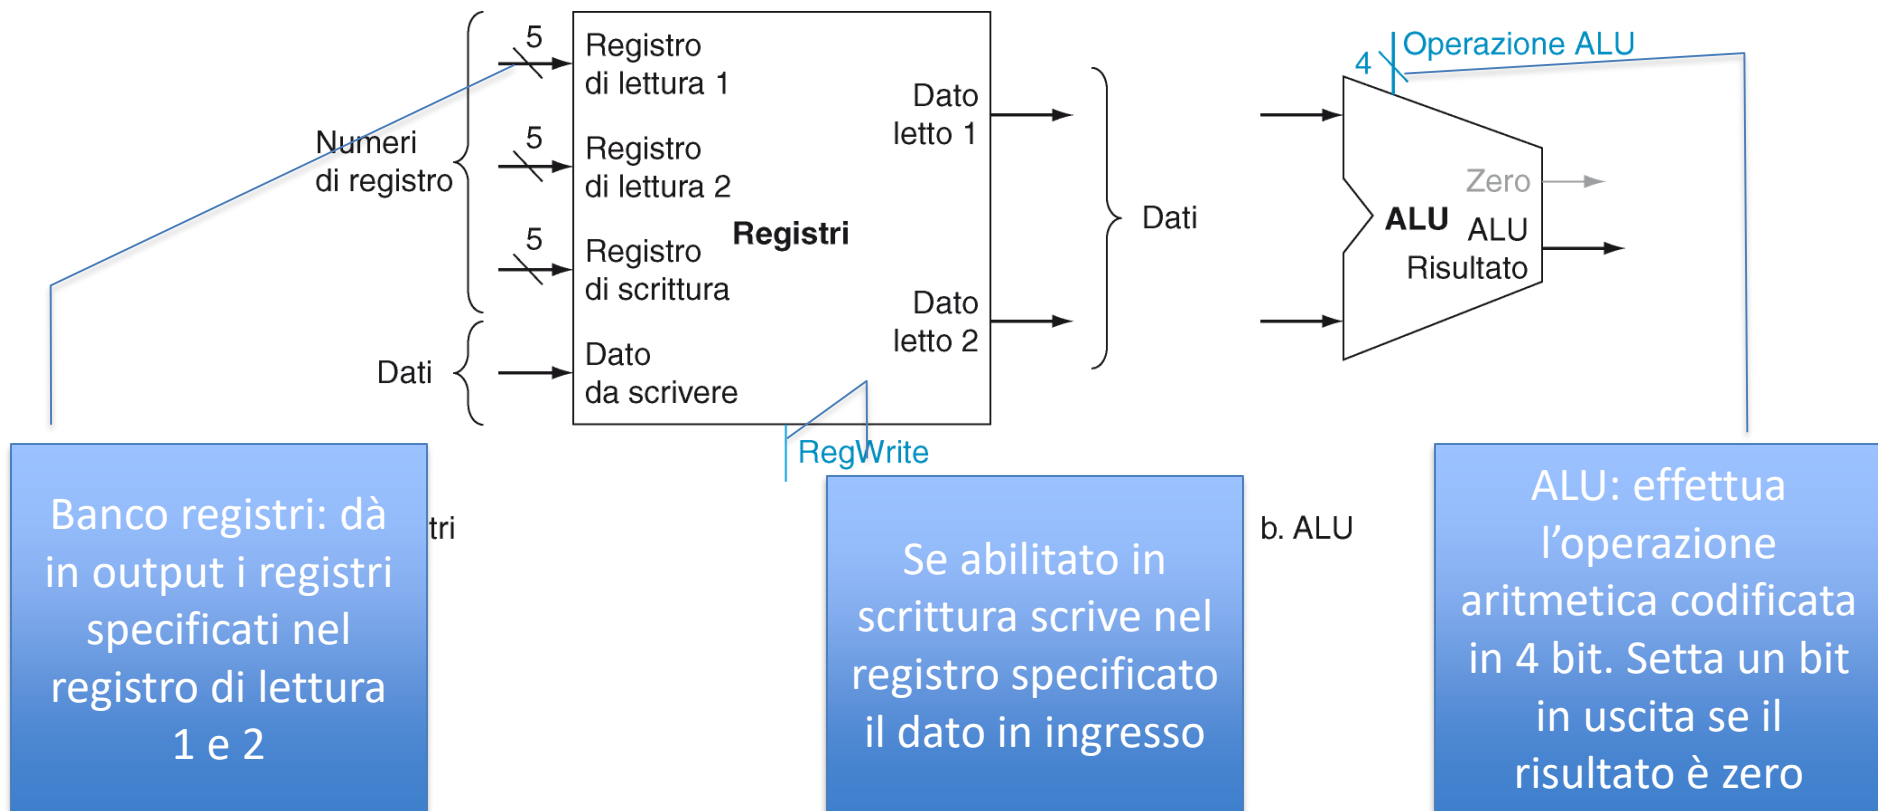 5
Registro
di lettura 1
5
Registro
di lettura 2
5
Registro
di scrittura
Numeri
di registro
Dati
Dato
da scrivere
Registri
Dato
letto 1
Dato
letto 2
RegWrite
Dati
4
Operazione ALU
Zero
ALU
ALU
Risultato
tri
b. ALU
Banco registri: dà
in output i registri
specificati nel
registro di lettura
1 e 2
Se abilitato in
scrittura scrive nel
registro specificato
il dato in ingresso
ALU: effettua
l’operazione
aritmetica codificata
in 4 bit. Setta un bit
in uscita se il
risultato è zero